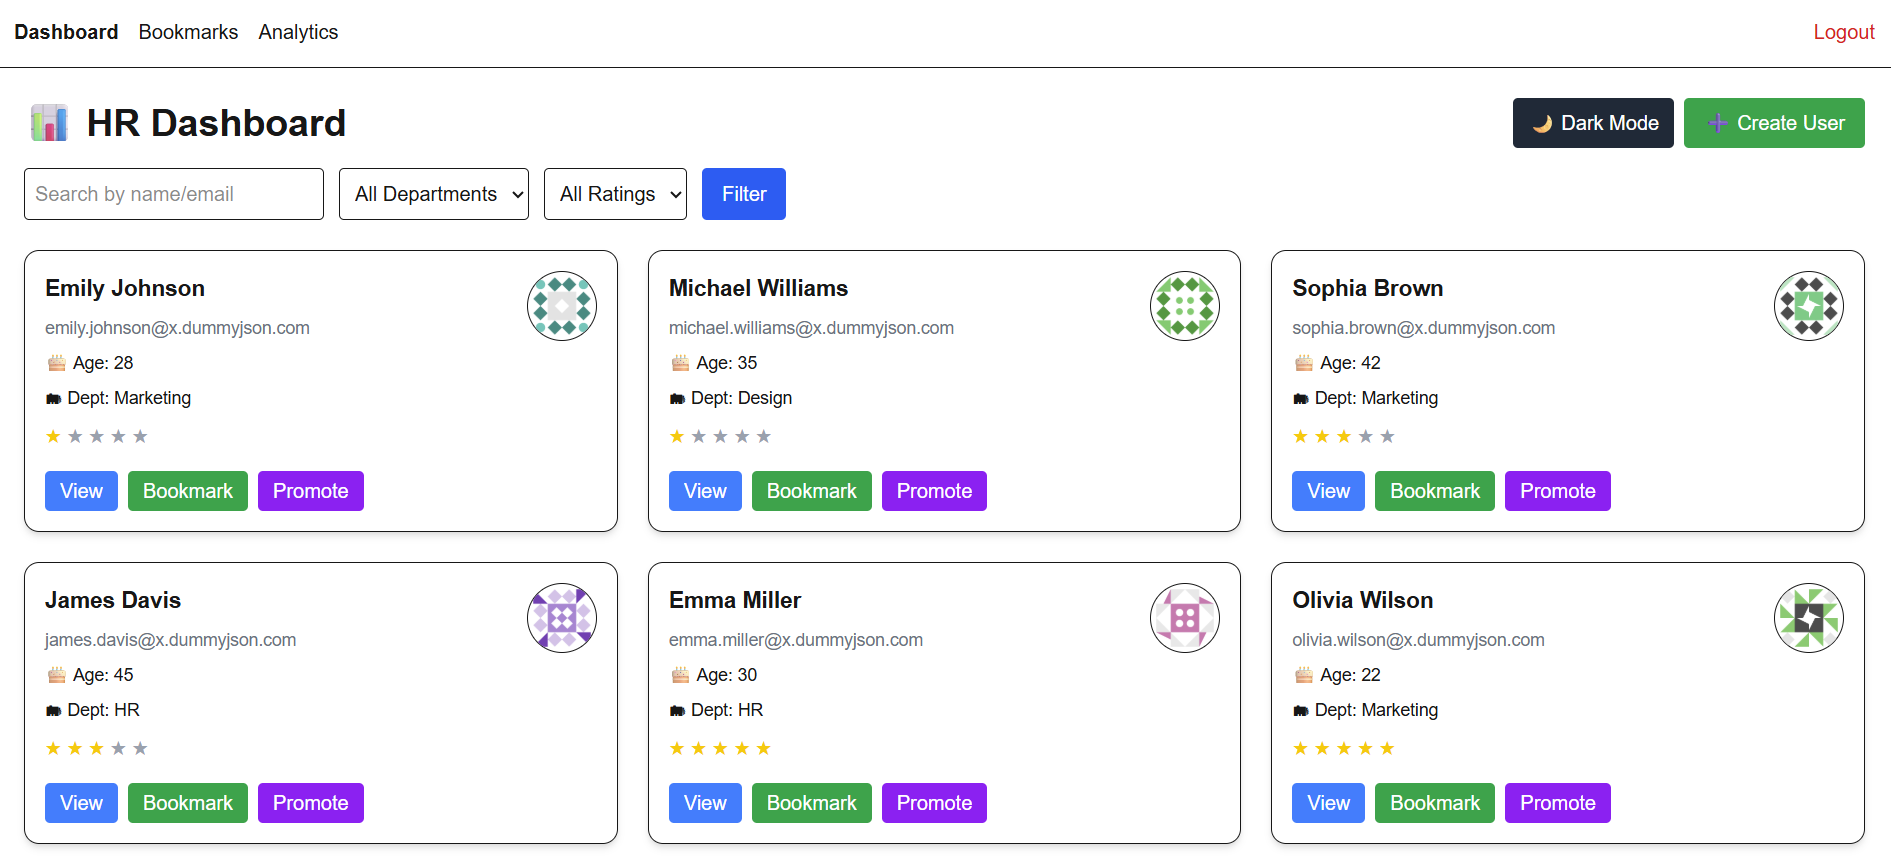 Dashboard Bookmarks Analytics Logout
HR Dashboard
Dark Mode
Create User
Search by name/email
All Departments
All Ratings
Filter
Emily Johnson
emily.johnson@x.dummyjson.com
Age: 28
Dept: Marketing
View Bookmark Promote
Michael Williams
michael.williams@x.dummyjson.com
Age: 35
Dept: Design
View Bookmark Promote
Sophia Brown
sophia.brown@x.dummyjson.com
Age: 42
Dept: Marketing
View Bookmark Promote
James Davis
james.davis@x.dummyjson.com
Age: 45
Dept: HR
View Bookmark Promote
Emma Miller
emma.miller@x.dummyjson.com
Age: 30
Dept: HR
View Bookmark Promote
Olivia Wilson
olivia.wilson@x.dummyjson.com
Age: 22
Dept: Marketing
View Bookmark Promote